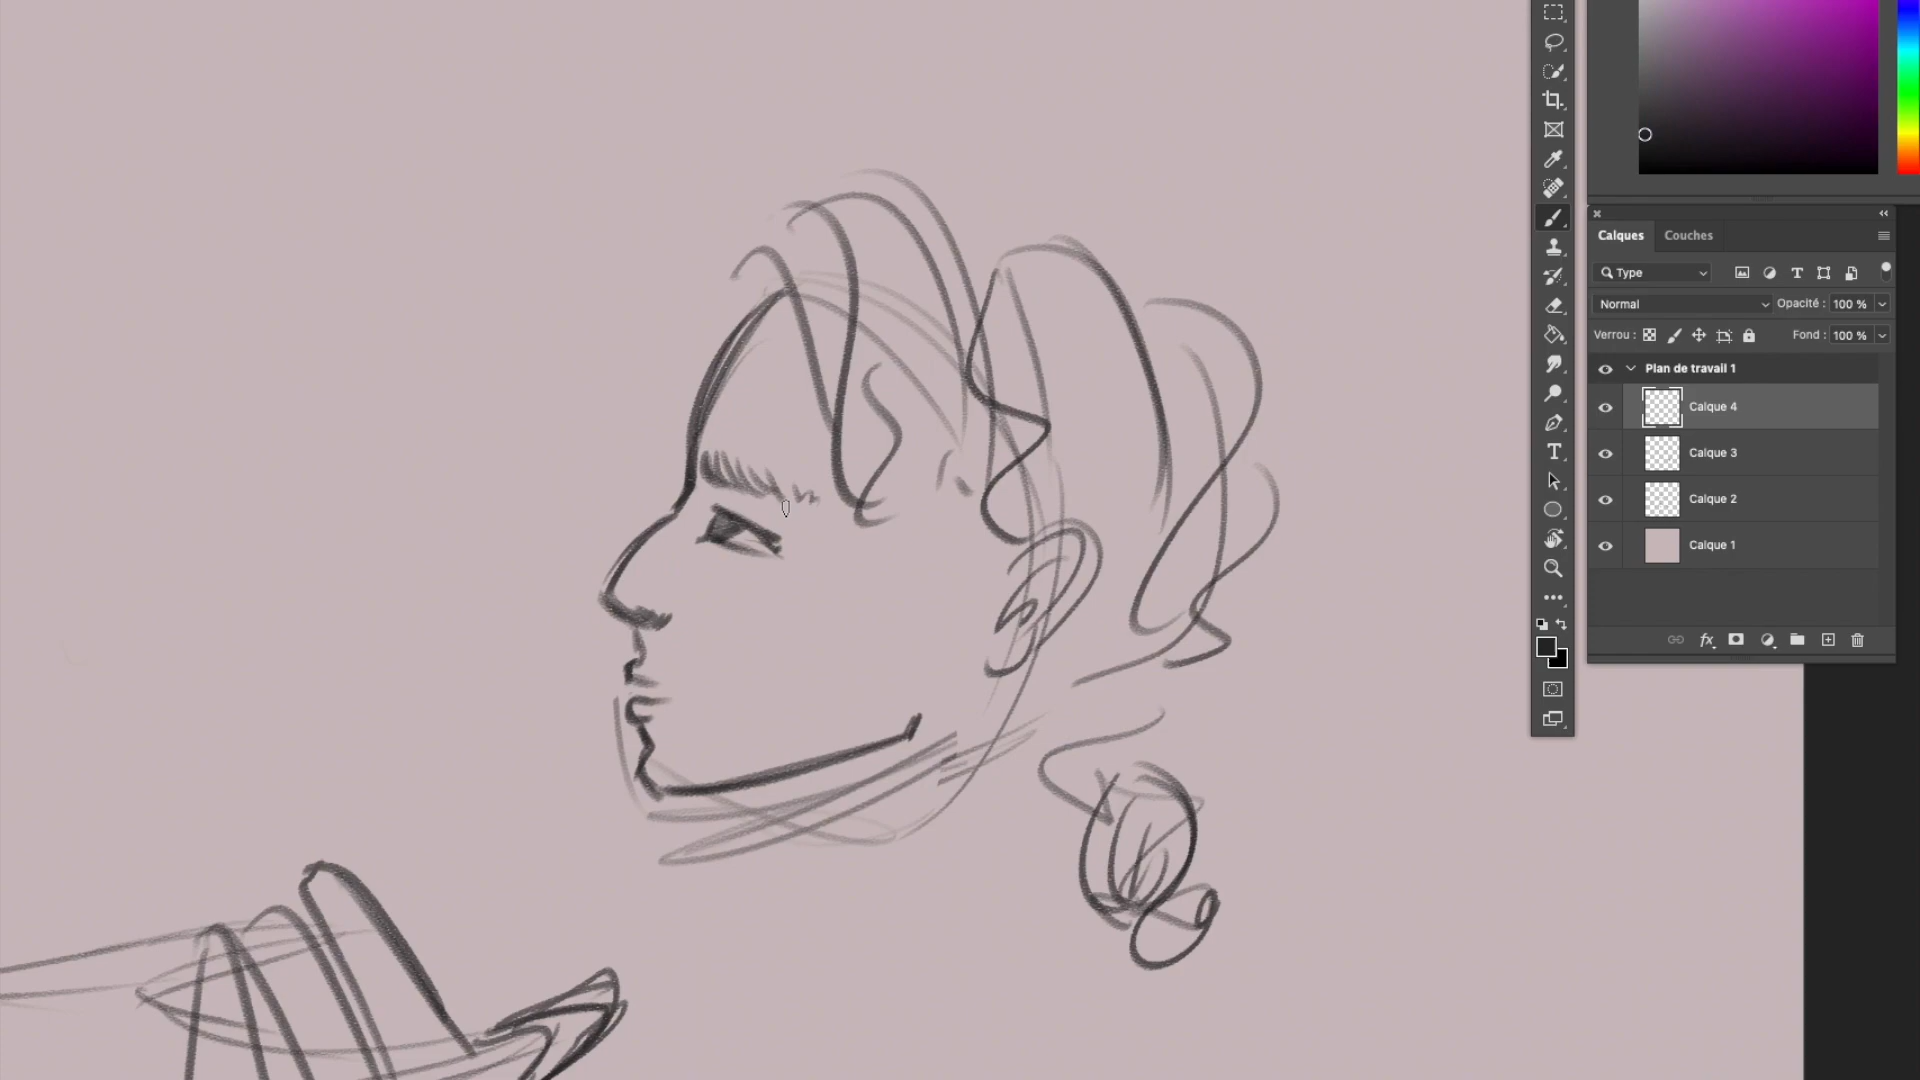 Calques Couches
Type
Normal Opacité : 100 %
Verrou : Fond : 100 %
Plan de travail 1
Calque 4
Calque 3
Calque 2
Calque 1
fx